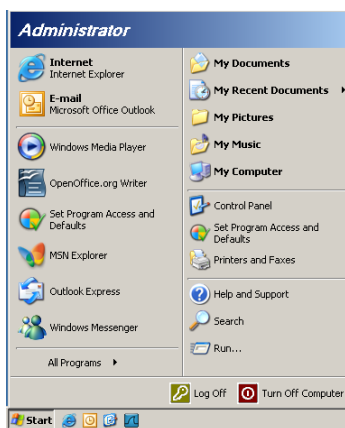 Administrator
Internet
Internet Explorer
E-mail
Microsoft Office Outlook
Windows Media Player
OpenOffice.org Writer
Set Program Access and
Defaults
MSN Explorer
Outlook Express
Windows Messenger
All Programs
My Documents
My Recent Documents
My Pictures
My Music
My Computer
Control Panel
Set Program Access and
Defaults
Printers and Faxes
Help and Support
Search
Run...
Log Off
Turn Off Computer
Start